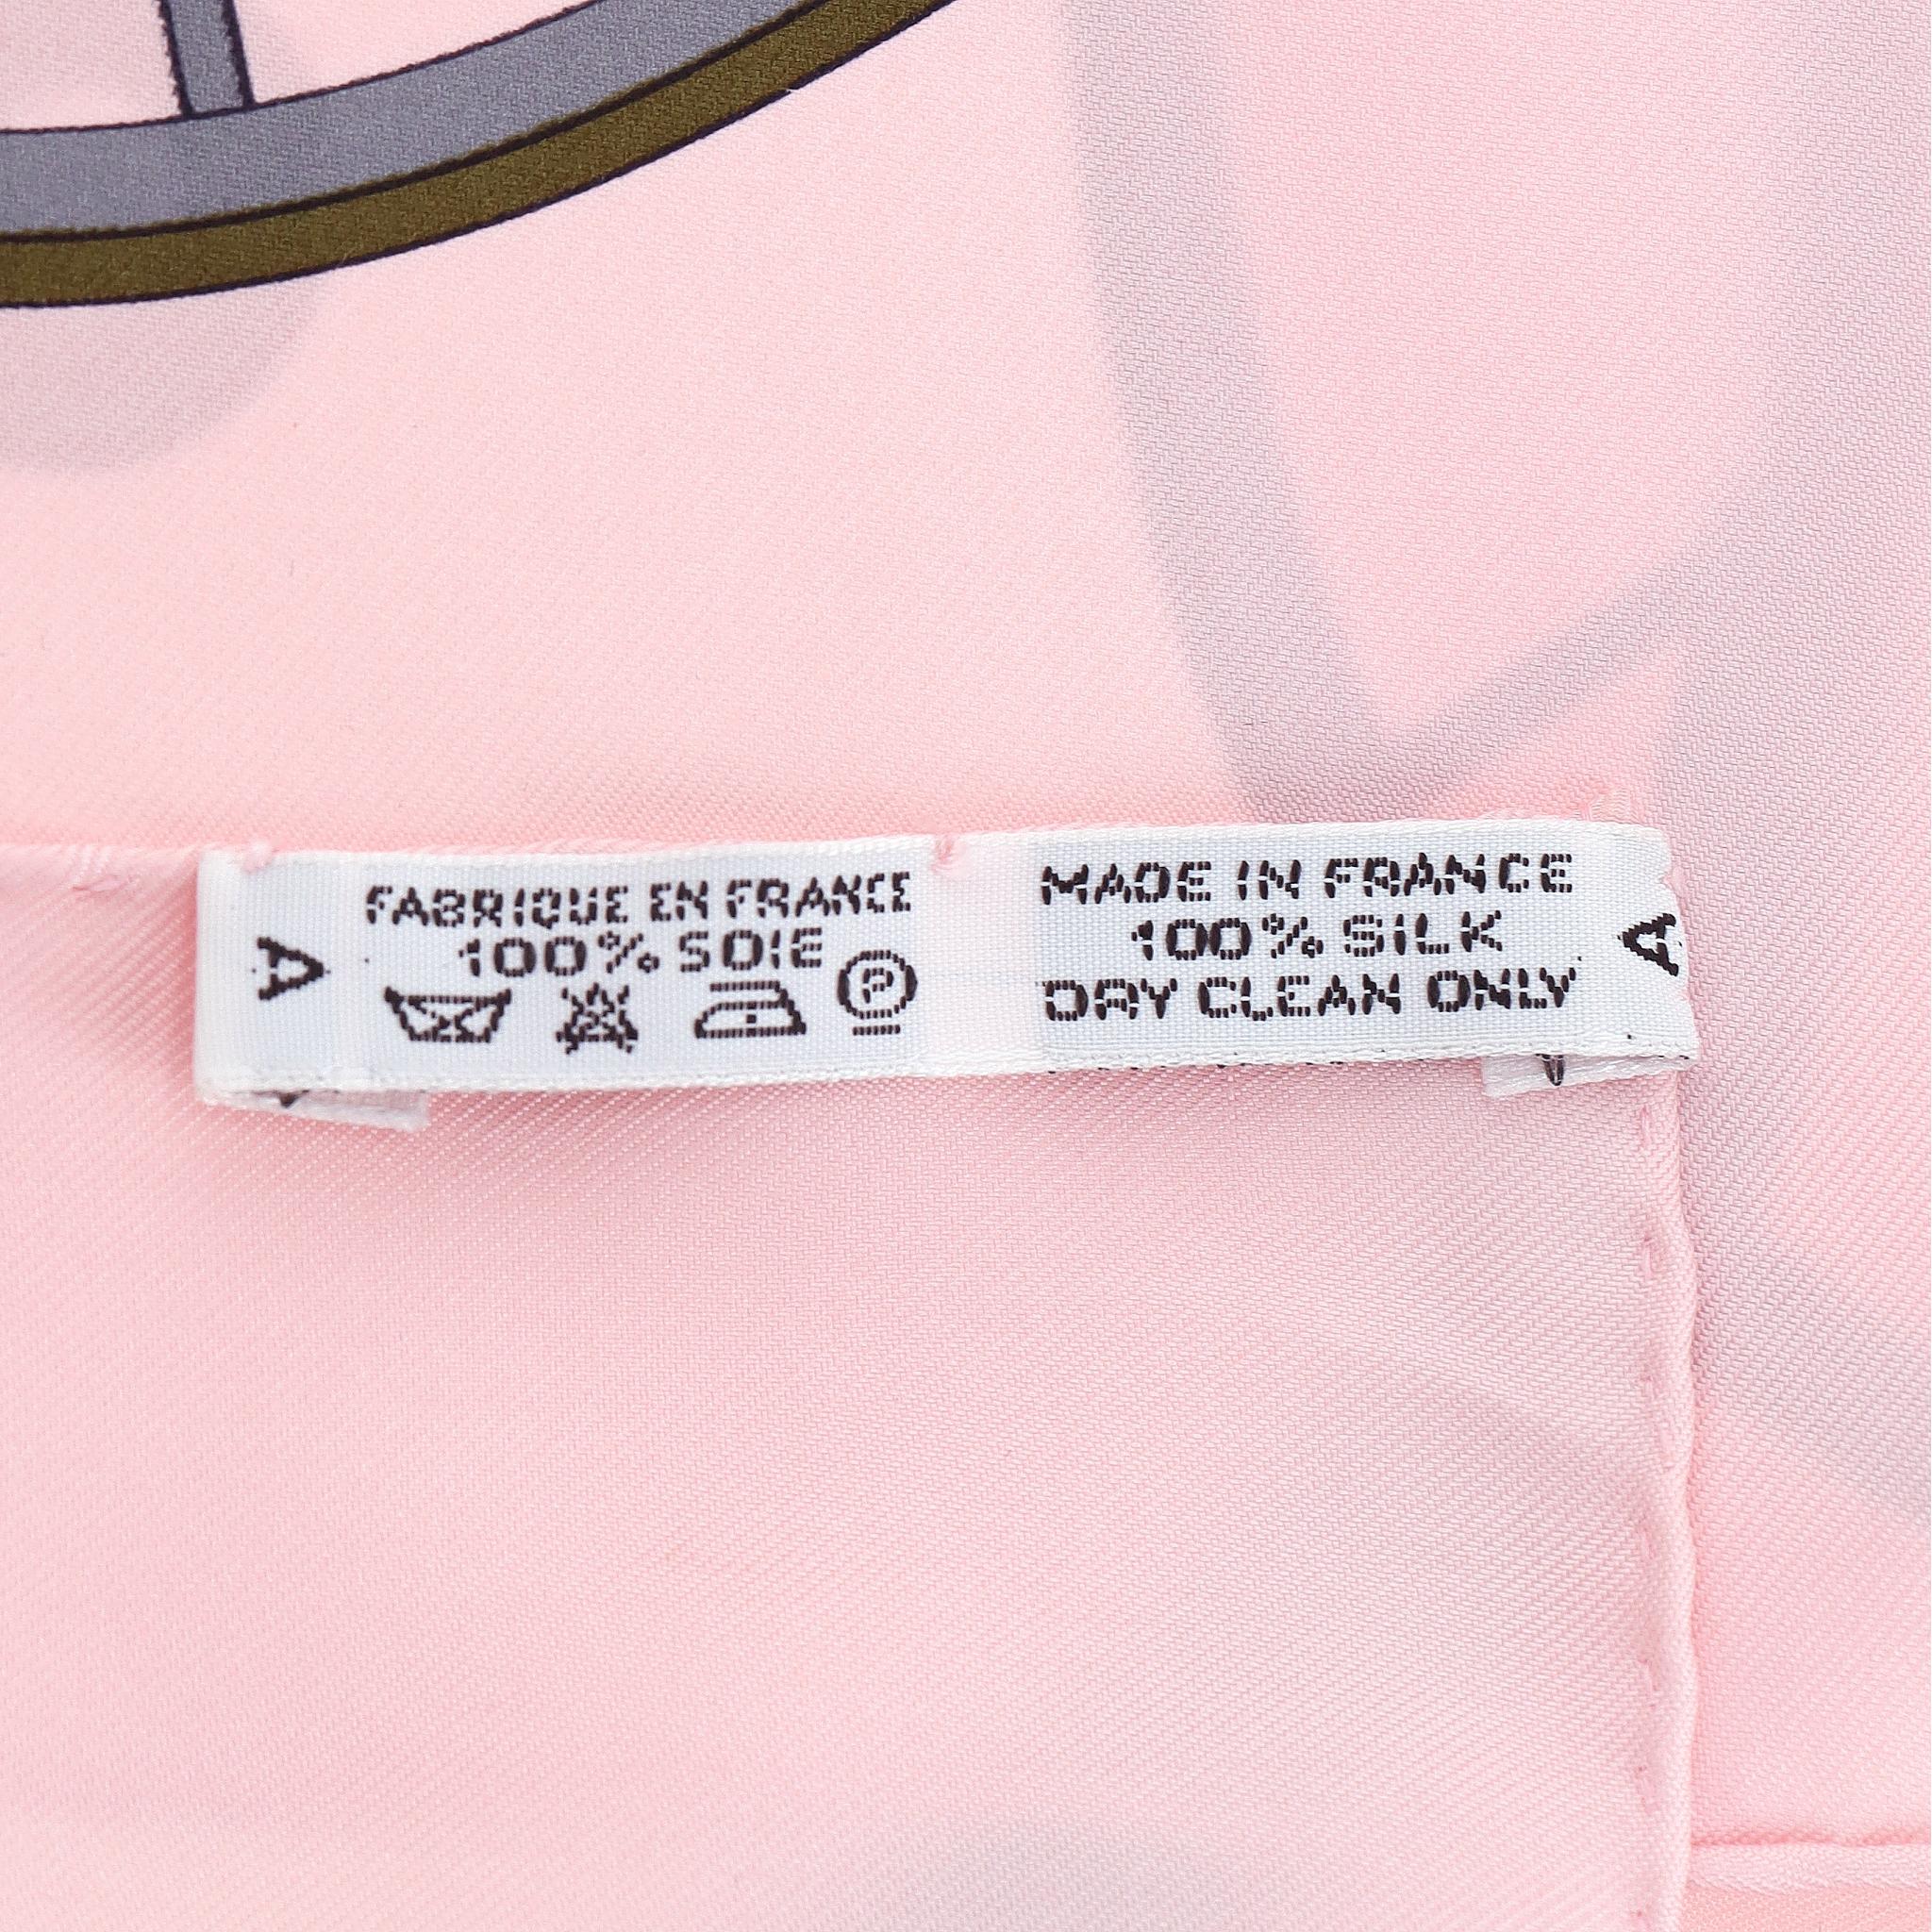 A
FABRIQUE EN FRANCE
100% SOIE
P
MADE IN FRANCE
100% SILK
DRY CLEAN ONLY
A